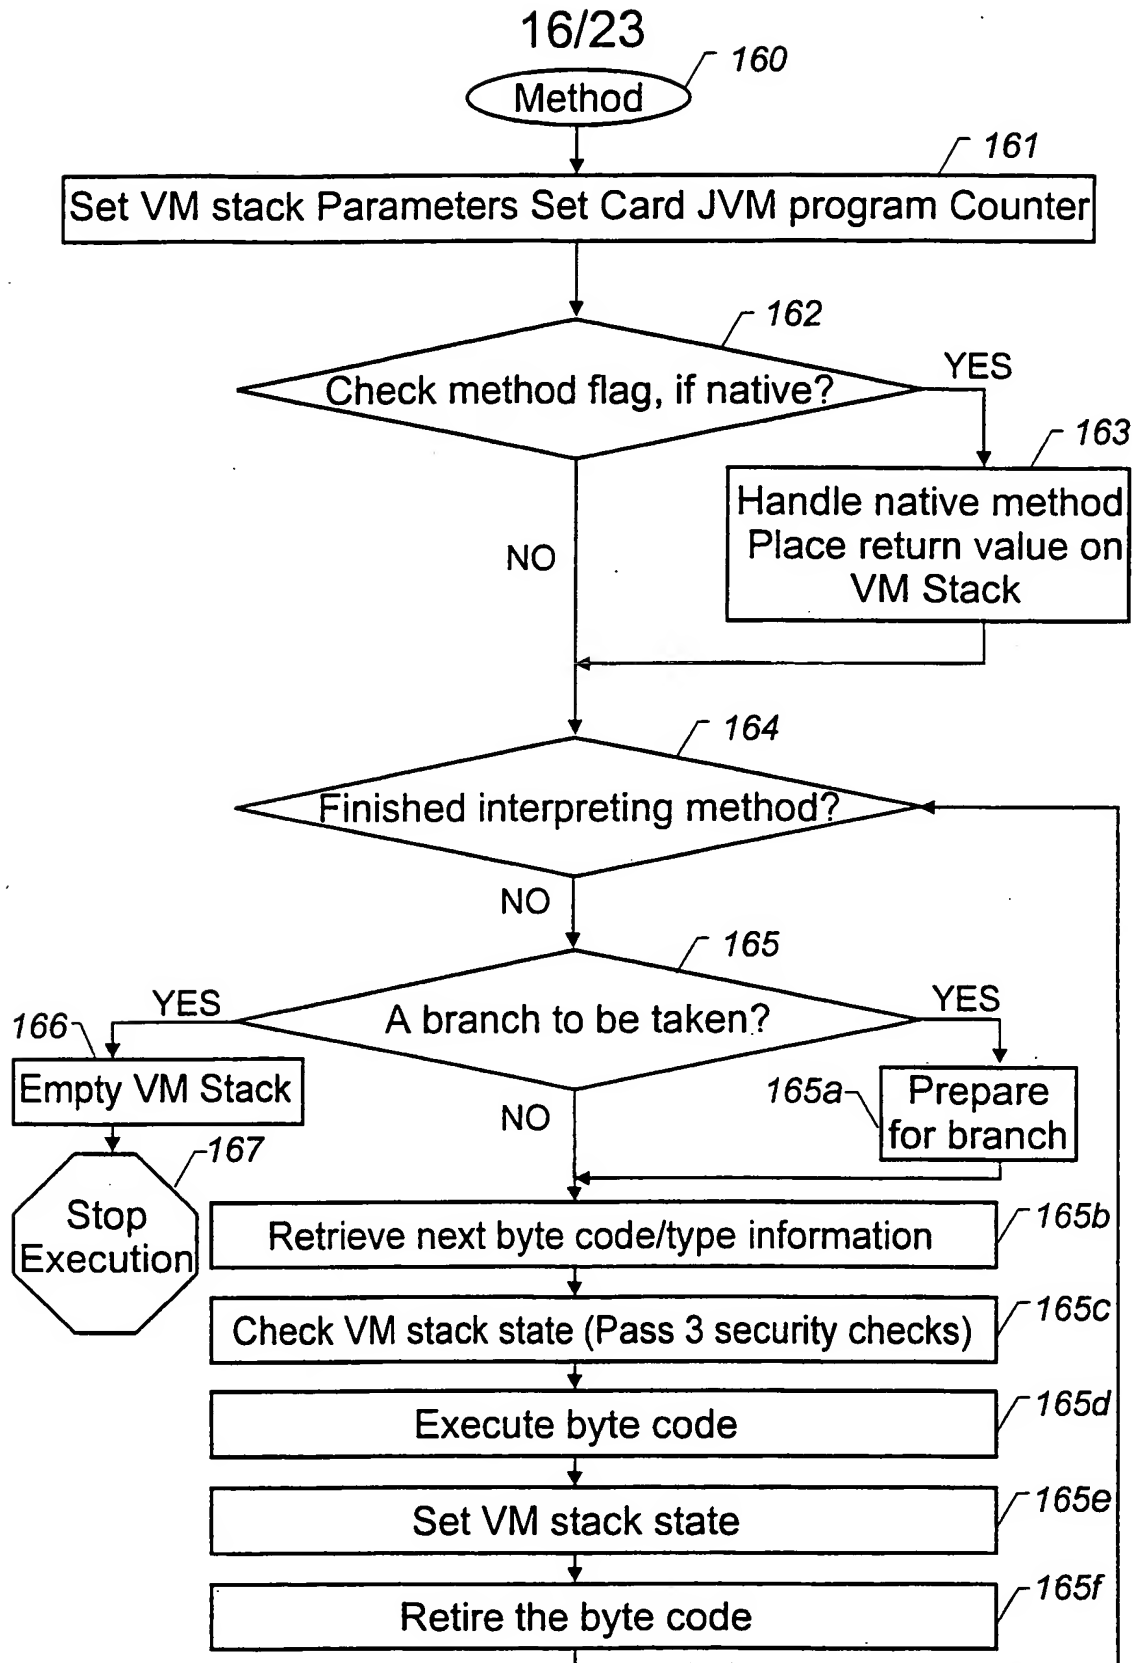 16/23
160
Method
161
Set VM stack Parameters Set Card JVM program Counter
162
Check method flag, if native?
YES
163
Handle native method
Place return value on
VM Stack
NO
164
Finished interpreting method?
NO
165
A branch to be taken?
YES
YES
166
Empty VM Stack
165a
Prepare
for branch
NO
167
Stop
Execution
165b
Retrieve next byte code/type information
165c
Check VM stack state (Pass 3 security checks)
165d
Execute byte code
165e
Set VM stack state
165f
Retire the byte code